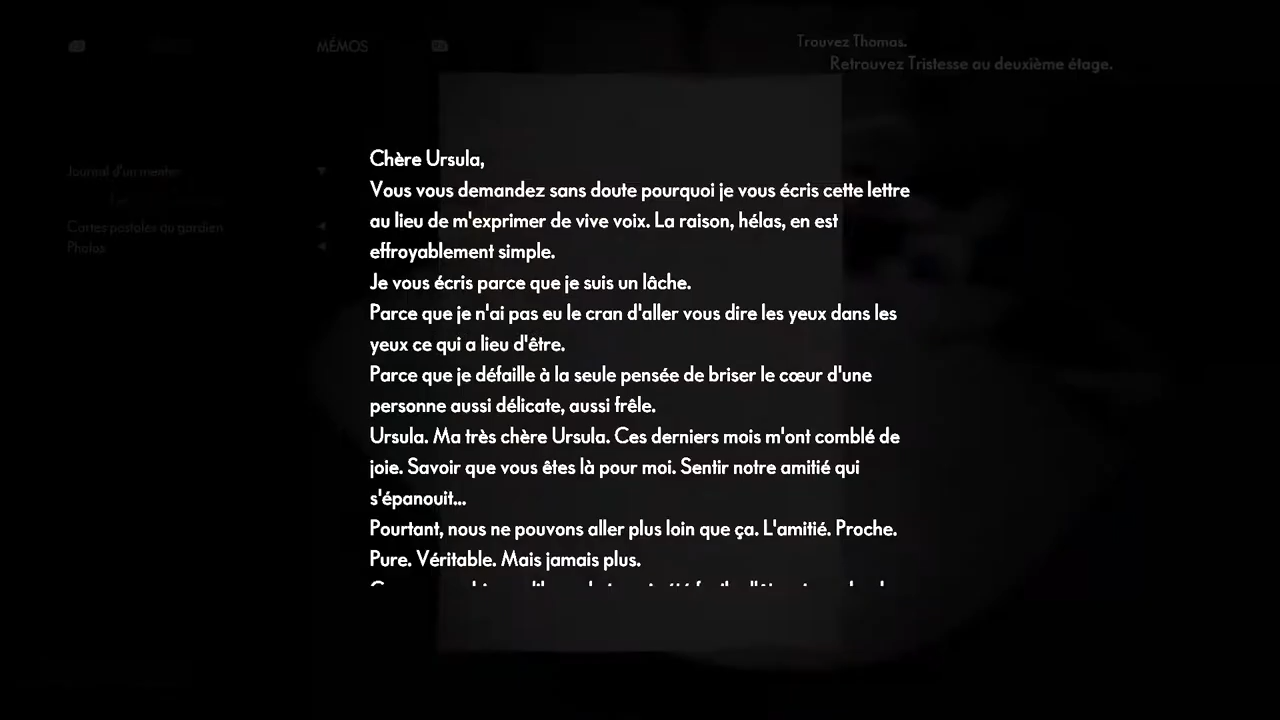 MÉMOS
Trouvez Thomas.
Retrouvez Tristesse au deuxième étage.
Journal d'un menteur
Cartes postales du gardien
Photos
Chère Ursula,
Vous vous demandez sans doute pourquoi je vous écris cette lettre
au lieu de m'exprimer de vive voix. La raison, hélas, en est
effroyablement simple.
Je vous écris parce que je suis un lâche.
Parce que je n'ai pas eu le cran d'aller vous dire les yeux dans les
yeux ce qui a lieu d'être.
Parce que je défaille à la seule pensée de briser le cœur d'une
personne aussi délicate, aussi frêle.
Ursula. Ma très chère Ursula. Ces derniers mois m'ont comblé de
joie. Savoir que vous êtes là pour moi. Sentir notre amitié qui
s'épanouit...
Pourtant, nous ne pouvons aller plus loin que ça. L'amitié. Proche.
Pure. Véritable. Mais jamais plus.